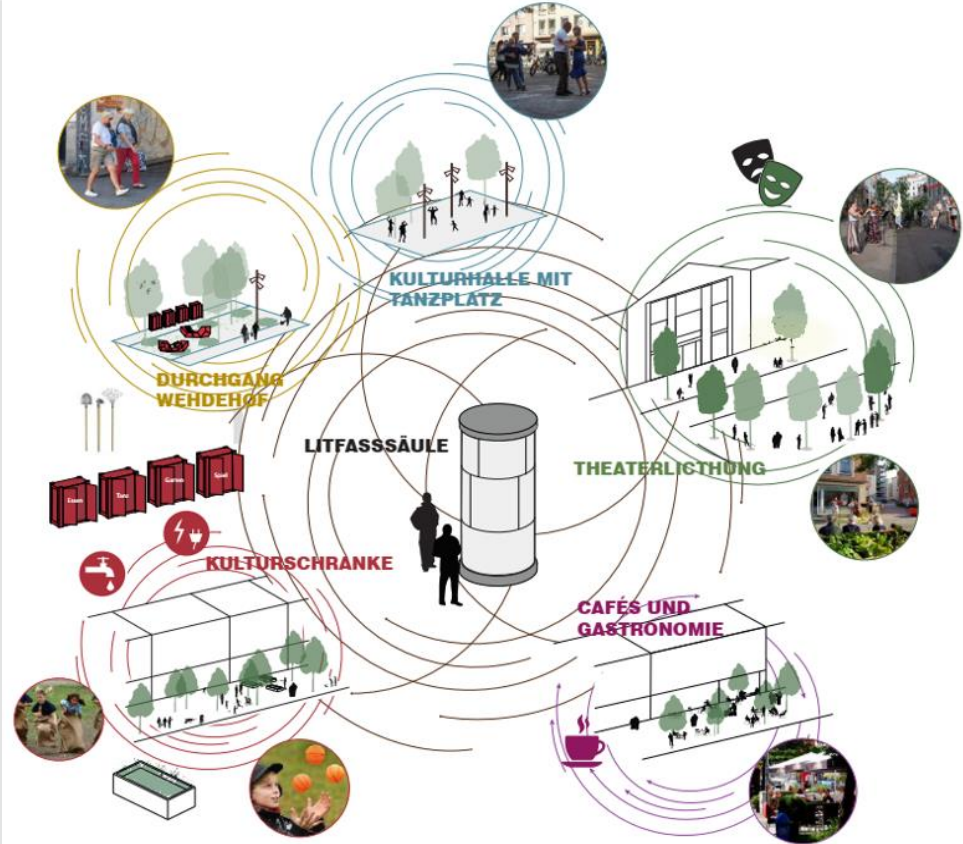 KULTURHALLE MIT
TANZPLATZ
DURCHGANG
WEHDEHOF
LITFASSSÄULE
THEATERLICTHUNG
Essen
Tanz
Garten
Spiel
KULTURSCHRANKE
CAFÉS UND
GASTRONOMIE